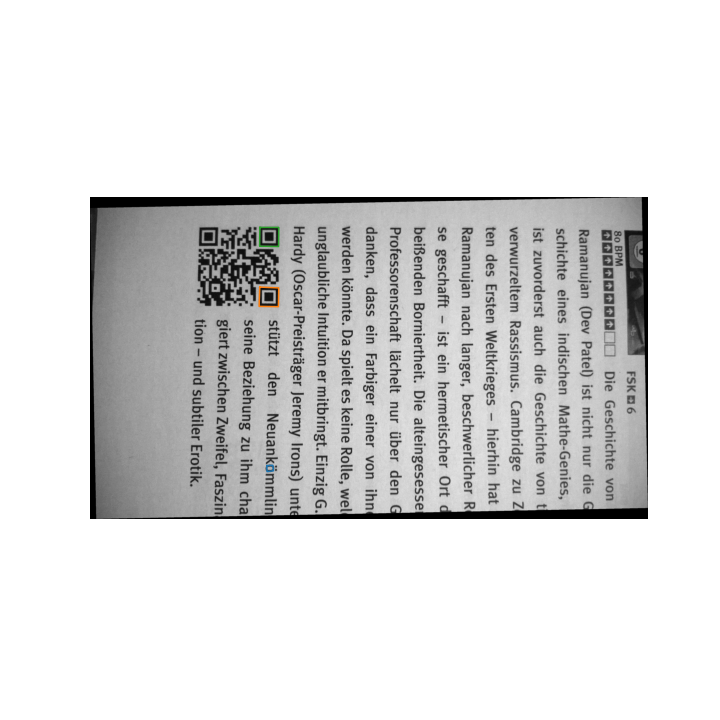 FSK 6
80 BPM
Die Geschichte von
Ramanujan (Dev Patel) ist nicht nur die G
schichte eines indischen Mathe-Genies,
ist zuvorderst auch die Geschichte von t
verwurzeltem Rassismus. Cambridge zu Z
ten des Ersten Weltkrieges – hierhin hat
Ramanujan nach langer, beschwerlicher R
se geschafft – ist ein hermetischer Ort d
beißenden Borniertheit. Die alteingesesse
Professorenschaft lächelt nur über den G
danken, dass ein Farbiger einer von ihn
werden könnte. Da spielt es keine Rolle, wel
unglaubliche Intuition er mitbringt. Einzig G.
Hardy (Oscar-Preisträger Jeremy Irons) unte
stützt den Neuankömmlin
seine Beziehung zu ihm cha
giert zwischen Zweifel, Faszin
tion – und subtiler Erotik.